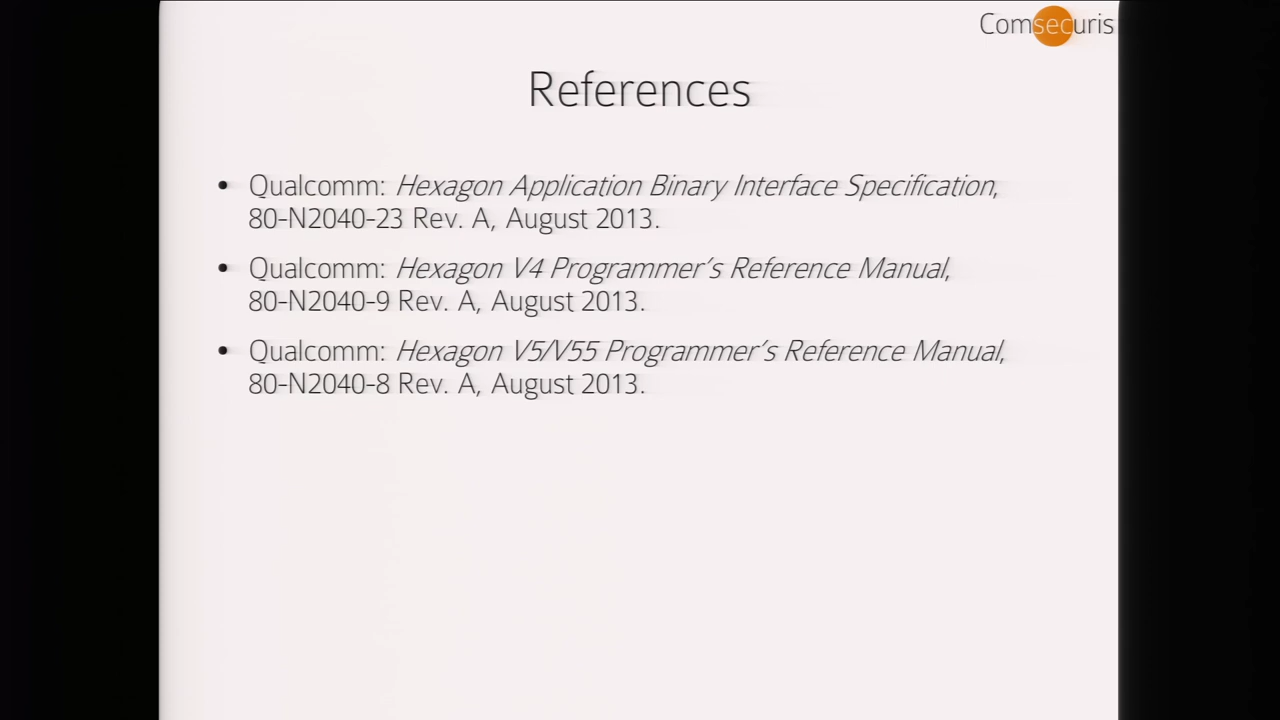 Comsecuris
References
• Qualcomm: Hexagon Application Binary Interface Specification,
80-N2040-23 Rev. A, August 2013.
• Qualcomm: Hexagon V4 Programmer’s Reference Manual,
80-N2040-9 Rev. A, August 2013.
• Qualcomm: Hexagon V5/V55 Programmer’s Reference Manual,
80-N2040-8 Rev. A, August 2013.